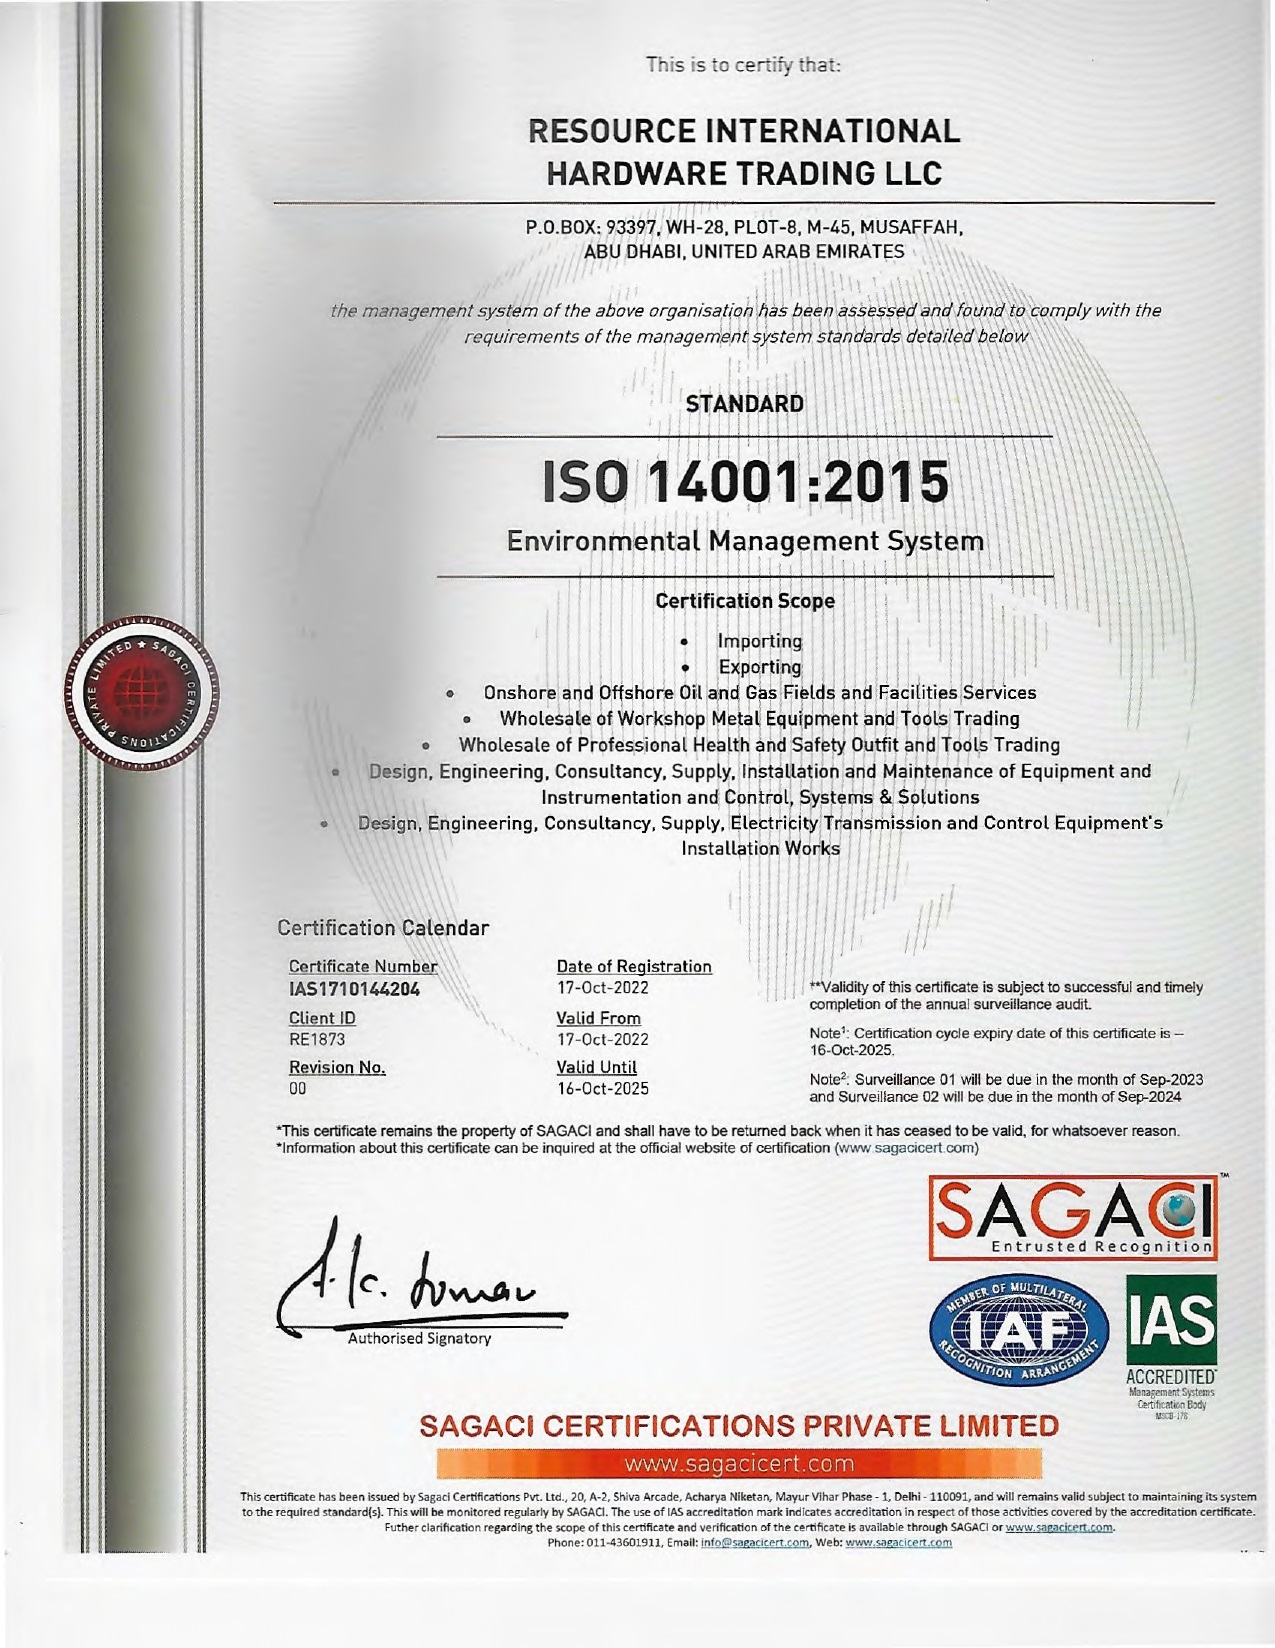 This is to certify that:
RESOURCE INTERNATIONAL
HARDWARE TRADING LLC
P.O.BOX: 93397, WH-28, PLOT-8, M-45, MUSAFFAH,
ABU DHABI, UNITED ARAB EMIRATES
the management system of the above organisation has been assessed and found to comply with the
requirements of the management system standards detailed below
STANDARD
ISO 14001:2015
Environmental Management System
Certification Scope
• Importing
• Exporting
• Onshore and Offshore Oil and Gas Fields and Facilities Services
• Wholesale of Workshop Metal Equipment and Tools Trading
• Wholesale of Professional Health and Safety Outfit and Tools Trading
• Design, Engineering, Consultancy, Supply, Installation and Maintenance of Equipment and
Instrumentation and Control, Systems & Solutions
• Design, Engineering, Consultancy, Supply, Electricity Transmission and Control Equipment's
Installation Works
SAGACI CERTIFICATIONS PRIVATE LIMITED ★
Certification Calendar
Certificate Number
IAS1710144204
Client ID
RE1873
Revision No.
00
Date of Registration
17-Oct-2022
Valid From
17-Oct-2022
Valid Until
16-Oct-2025
**Validity of this certificate is subject to successful and timely
completion of the annual surveillance audit.
Note¹: Certification cycle expiry date of this certificate is –
16-Oct-2025.
Note²: Surveillance 01 will be due in the month of Sep-2023
and Surveillance 02 will be due in the month of Sep-2024
*This certificate remains the property of SAGACI and shall have to be returned back when it has ceased to be valid, for whatsoever reason.
*Information about this certificate can be inquired at the official website of certification (www.sagacicert.com)
SAGACI™
Entrusted Recognition
MEMBER OF MULTILATERAL
IAF
RECOGNITION ARRANGEMENT
IAS
ACCREDITED
Management Systems
Certification Body
MSCB-178
Authorised Signatory
SAGACI CERTIFICATIONS PRIVATE LIMITED
www.sagacicert.com
This certificate has been issued by Sagaci Certifications Pvt. Ltd., 20, A-2, Shiva Arcade, Acharya Niketan, Mayur Vihar Phase - 1, Delhi - 110091, and will remains valid subject to maintaining its system
to the required standard(s). This will be monitored regularly by SAGACI. The use of IAS accreditation mark indicates accreditation in respect of those activities covered by the accreditation certificate.
Futher clarification regarding the scope of this certificate and verification of the certificate is available through SAGACI or www.sagacicert.com.
Phone: 011-43601911, Email: info@sagacicert.com, Web: www.sagacicert.com